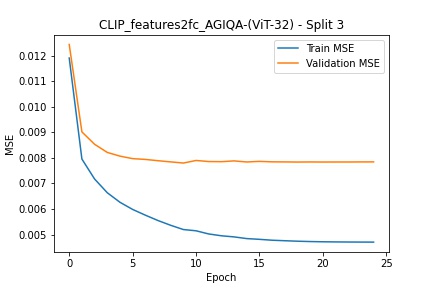 CLIP_features2fc_AGIQA-(ViT-32) - Split 3
Train MSE
Validation MSE
MSE
0.012
0.011
0.010
0.009
0.008
0.007
0.006
0.005
0 5 10 15 20 25
Epoch